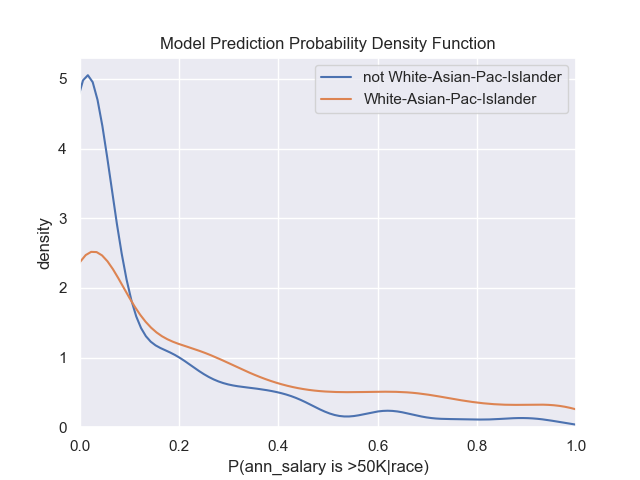 Model Prediction Probability Density Function
not White-Asian-Pac-Islander
White-Asian-Pac-Islander
density
5
4
3
2
1
0
0.0 0.2 0.4 0.6 0.8 1.0
P(ann_salary is >50K|race)